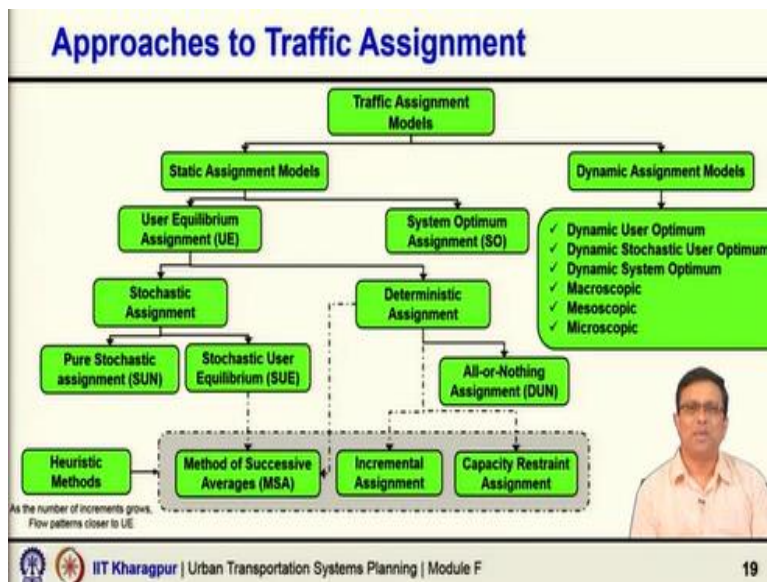 Approaches to Traffic Assignment
Traffic Assignment
Models
Static Assignment Models
Dynamic Assignment Models
User Equilibrium
Assignment (UE)
System Optimum
Assignment (SO)
✓ Dynamic User Optimum
✓ Dynamic Stochastic User Optimum
✓ Dynamic System Optimum
✓ Macroscopic
✓ Mesoscopic
✓ Microscopic
Stochastic
Assignment
Deterministic
Assignment
Pure Stochastic
assignment (SUN)
Stochastic User
Equilibrium (SUE)
All-or-Nothing
Assignment (DUN)
Heuristic
Methods
Method of Successive
Averages (MSA)
Incremental
Assignment
Capacity Restraint
Assignment
As the number of increments grows,
Flow patterns closer to UE
IIT Kharagpur | Urban Transportation Systems Planning | Module F
19